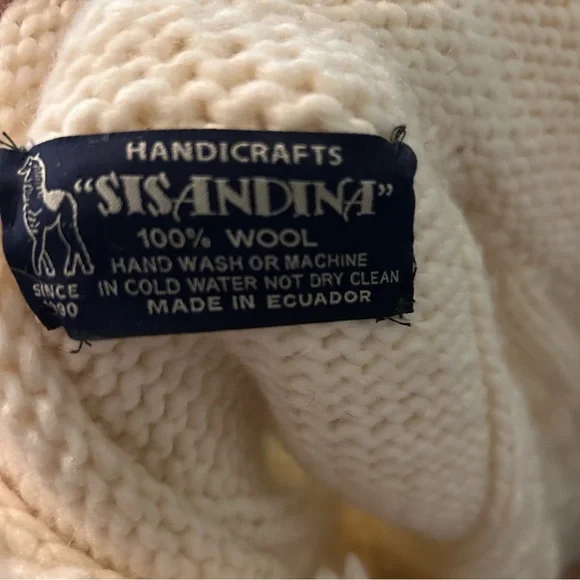 HANDICRAFTS
"SISANDINA"
100% WOOL
HAND WASH OR MACHINE
IN COLD WATER NOT DRY CLEAN
MADE IN ECUADOR
SINCE